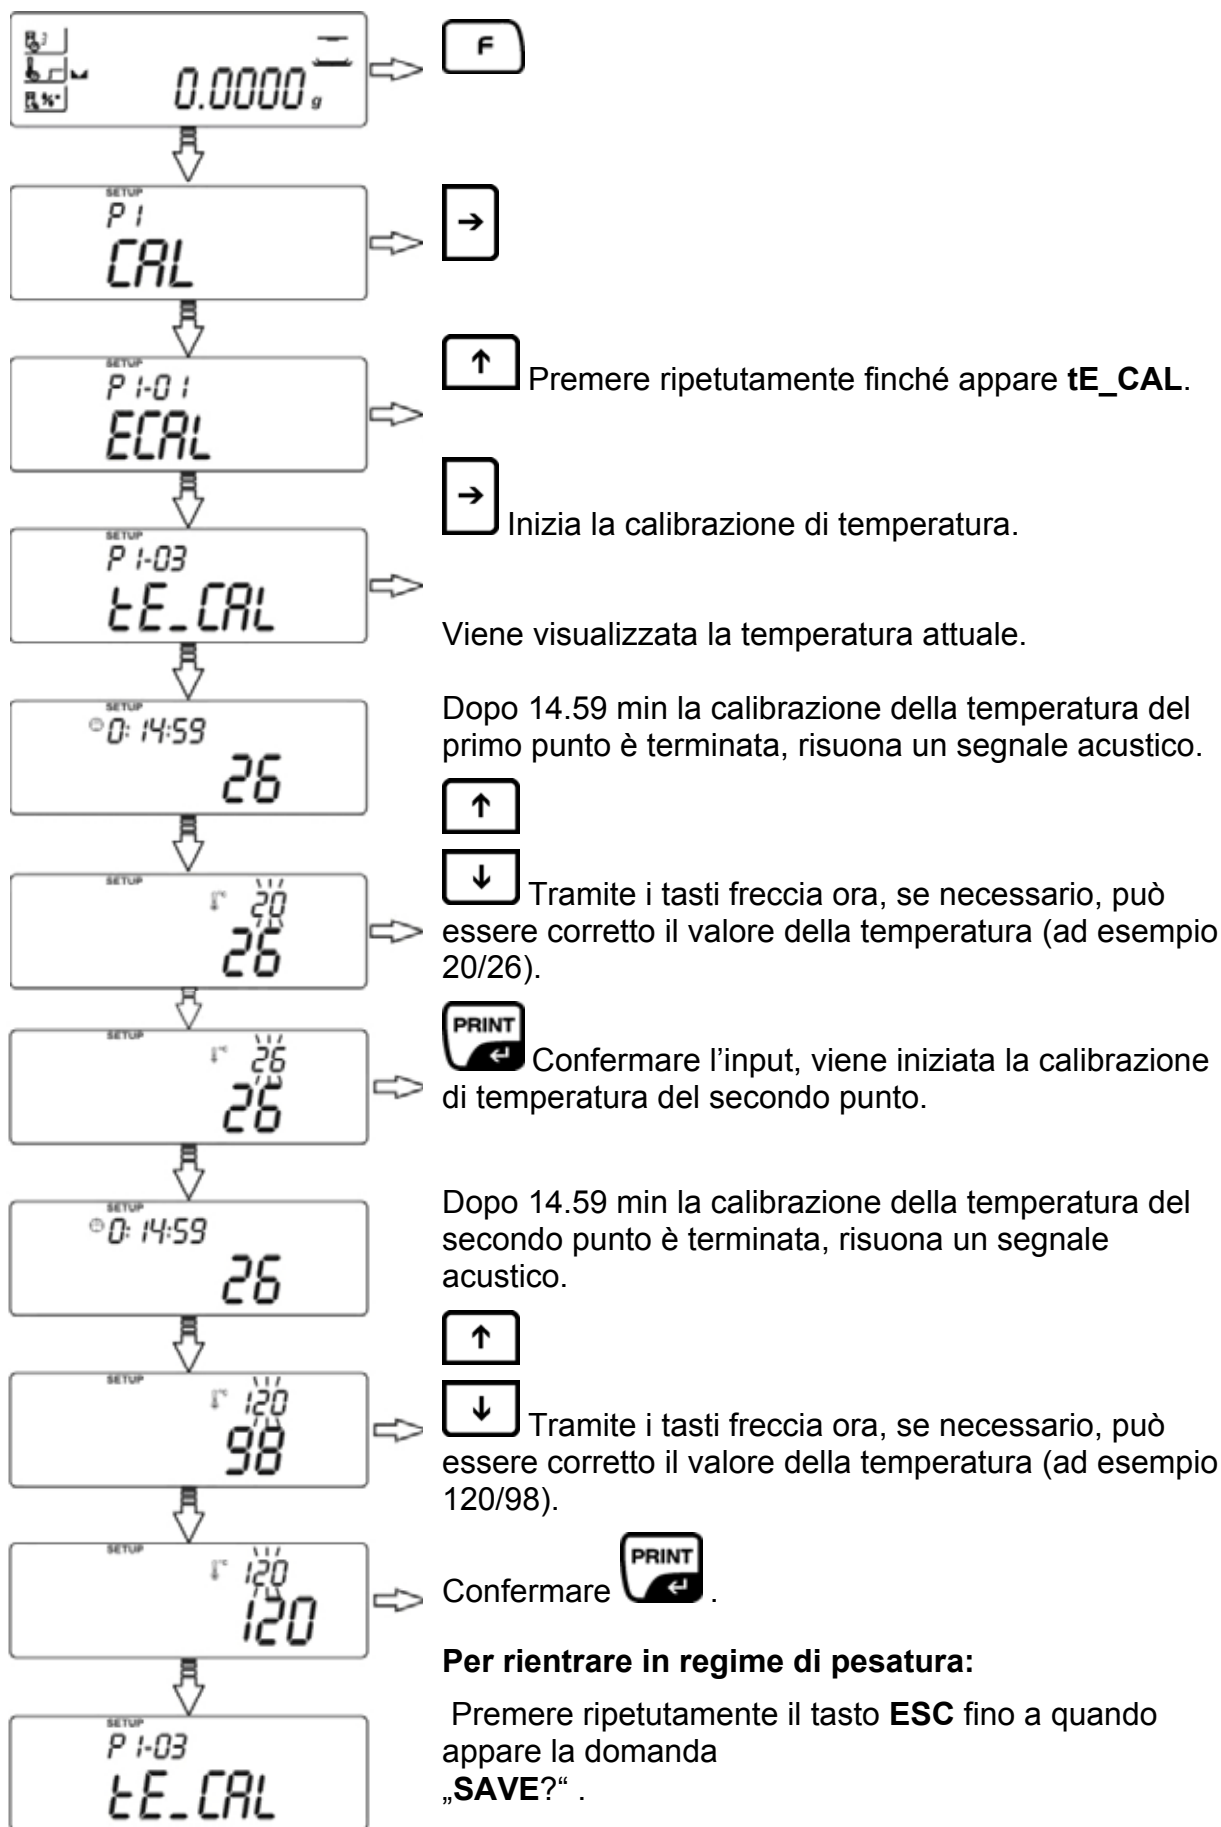 0.0000 g
F
SETUP
P1
CAL
→
SETUP
P1-01
ECAL
↑ Premere ripetutamente finché appare tE_CAL.
SETUP
P1-03
tE_CAL
→ Inizia la calibrazione di temperatura.
Viene visualizzata la temperatura attuale.
SETUP
0:14:59
26
Dopo 14.59 min la calibrazione della temperatura del
primo punto è terminata, risuona un segnale acustico.
↑
SETUP
°C 20
26
↓ Tramite i tasti freccia ora, se necessario, può
essere corretto il valore della temperatura (ad esempio
20/26).
SETUP
°C 26
26
PRINT Confermare l’input, viene iniziata la calibrazione
di temperatura del secondo punto.
SETUP
0:14:59
26
Dopo 14.59 min la calibrazione della temperatura del
secondo punto è terminata, risuona un segnale
acustico.
↑
SETUP
°C 120
98
↓ Tramite i tasti freccia ora, se necessario, può
essere corretto il valore della temperatura (ad esempio
120/98).
SETUP
°C 120
120
Confermare PRINT .
Per rientrare in regime di pesatura:
SETUP
P1-03
tE_CAL
Premere ripetutamente il tasto ESC fino a quando
appare la domanda
„SAVE?“ .